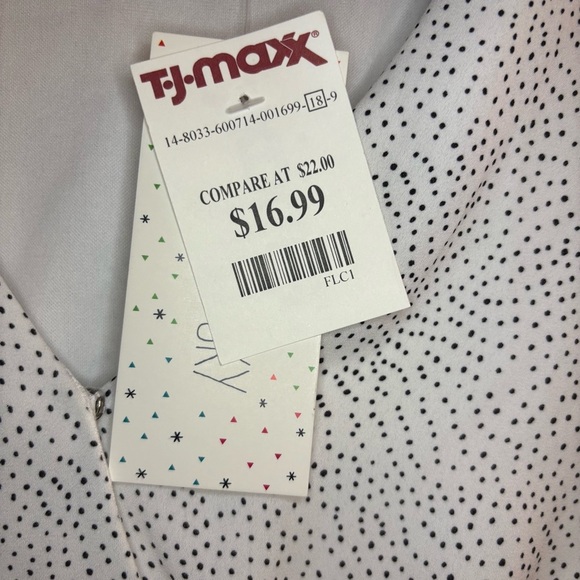 T·J·maxx®
14-8033-600714-001699-18-9
COMPARE AT $22.00
$16.99
FLC1